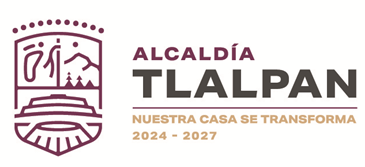 ALCALDÍA
TLALPAN
NUESTRA CASA SE TRANSFORMA
2024 - 2027